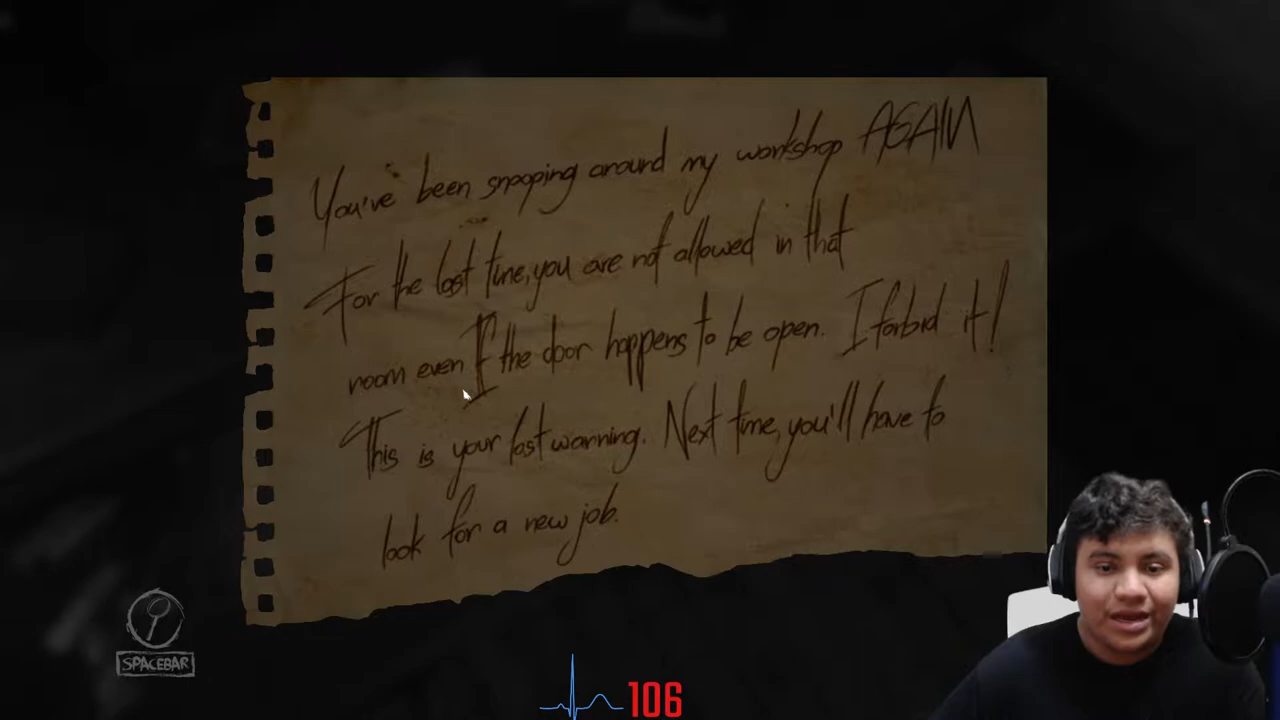 You've been snooping around my workshop AGAIN
For the last time, you are not allowed in that
room even If the door happens to be open. I forbid it!
This is your last warning. Next time, you'll have to
look for a new job.
SPACEBAR
106